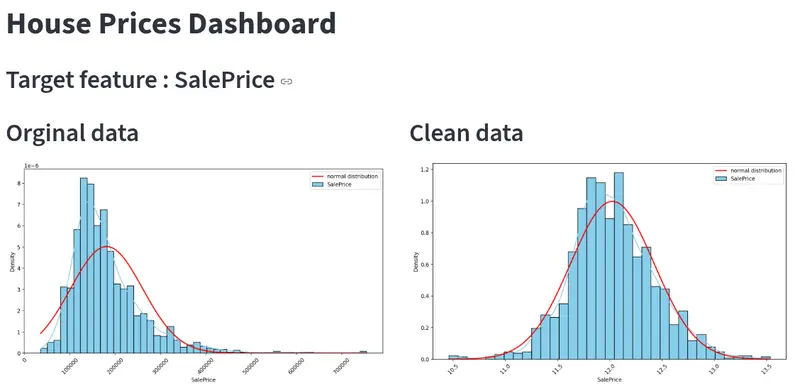 House Prices Dashboard
Target feature : SalePrice
Orginal data
1e−6
normal distribution
SalePrice
8
7
6
5
4
3
2
1
0
Density
0 100000 200000 300000 400000 500000 600000 700000
SalePrice
Clean data
normal distribution
SalePrice
1.2
1.0
0.8
0.6
0.4
0.2
0.0
Density
10.5 11.0 11.5 12.0 12.5 13.0 13.5
SalePrice